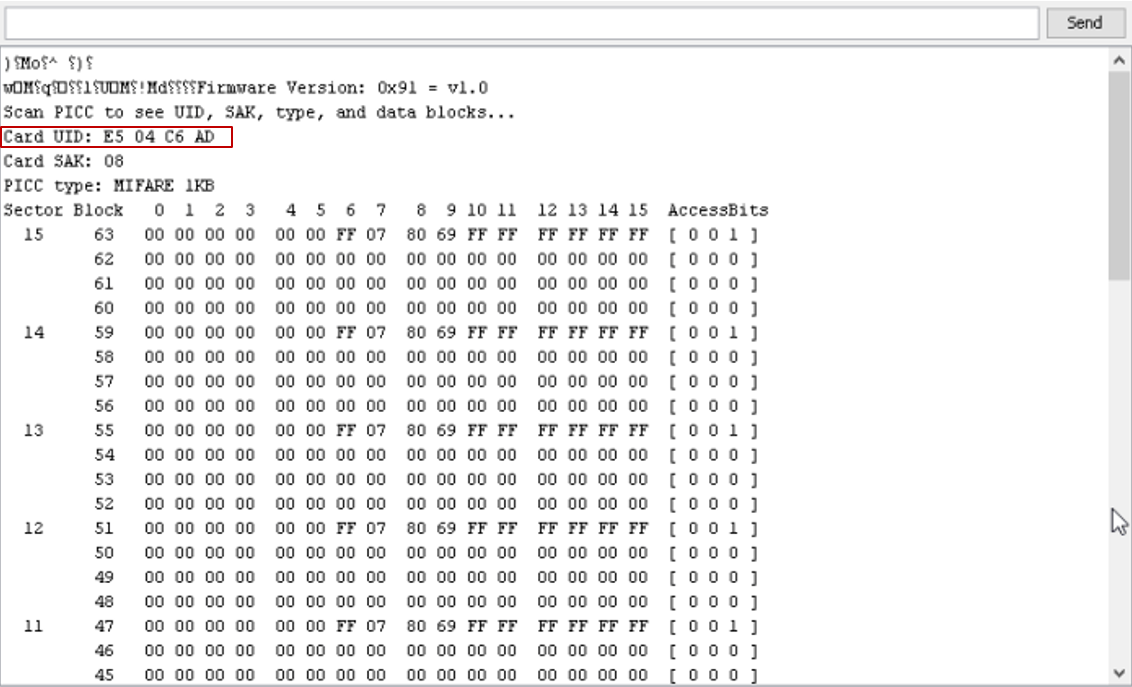 Send
Firmware Version: 0x91 = v1.0
Scan PICC to see UID, SAK, type, and data blocks...
Card UID: E5 04 C6 AD
Card SAK: 08
PICC type: MIFARE 1KB
Sector Block 0 1 2 3 4 5 6 7 8 9 10 11 12 13 14 15 AccessBits
15 63 00 00 00 00 00 00 FF 07 80 69 FF FF FF FF FF FF [ 0 0 1 ]
62 00 00 00 00 00 00 00 00 00 00 00 00 00 00 00 00 [ 0 0 0 ]
61 00 00 00 00 00 00 00 00 00 00 00 00 00 00 00 00 [ 0 0 0 ]
60 00 00 00 00 00 00 00 00 00 00 00 00 00 00 00 00 [ 0 0 0 ]
14 59 00 00 00 00 00 00 FF 07 80 69 FF FF FF FF FF FF [ 0 0 1 ]
58 00 00 00 00 00 00 00 00 00 00 00 00 00 00 00 00 [ 0 0 0 ]
57 00 00 00 00 00 00 00 00 00 00 00 00 00 00 00 00 [ 0 0 0 ]
56 00 00 00 00 00 00 00 00 00 00 00 00 00 00 00 00 [ 0 0 0 ]
13 55 00 00 00 00 00 00 FF 07 80 69 FF FF FF FF FF FF [ 0 0 1 ]
54 00 00 00 00 00 00 00 00 00 00 00 00 00 00 00 00 [ 0 0 0 ]
53 00 00 00 00 00 00 00 00 00 00 00 00 00 00 00 00 [ 0 0 0 ]
52 00 00 00 00 00 00 00 00 00 00 00 00 00 00 00 00 [ 0 0 0 ]
12 51 00 00 00 00 00 00 FF 07 80 69 FF FF FF FF FF FF [ 0 0 1 ]
50 00 00 00 00 00 00 00 00 00 00 00 00 00 00 00 00 [ 0 0 0 ]
49 00 00 00 00 00 00 00 00 00 00 00 00 00 00 00 00 [ 0 0 0 ]
48 00 00 00 00 00 00 00 00 00 00 00 00 00 00 00 00 [ 0 0 0 ]
11 47 00 00 00 00 00 00 FF 07 80 69 FF FF FF FF FF FF [ 0 0 1 ]
46 00 00 00 00 00 00 00 00 00 00 00 00 00 00 00 00 [ 0 0 0 ]
45 00 00 00 00 00 00 00 00 00 00 00 00 00 00 00 00 [ 0 0 0 ]